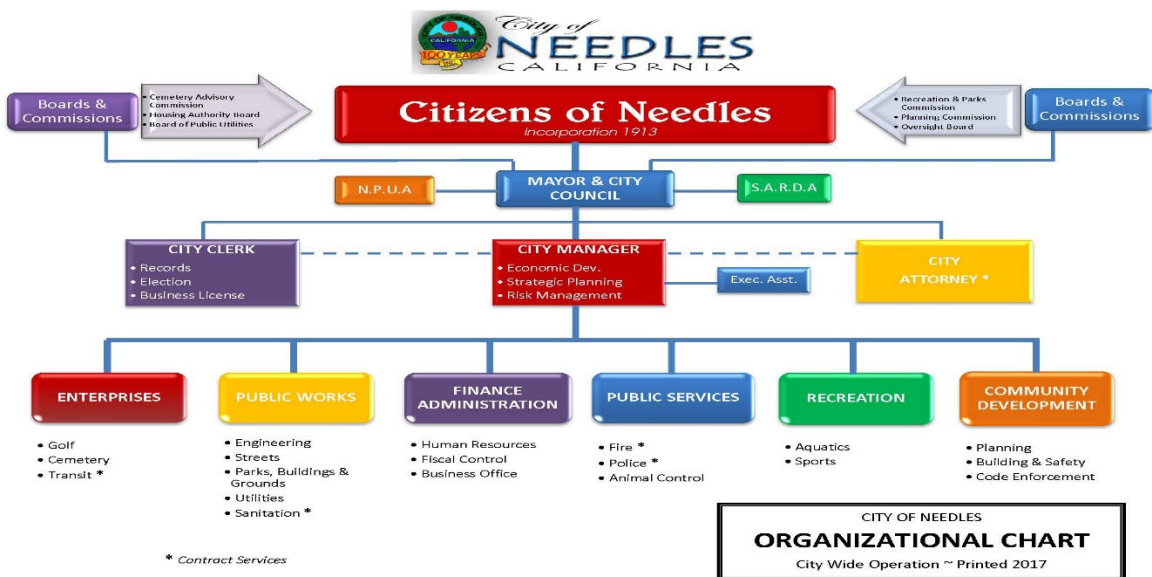 City of
NEEDLES
CALIFORNIA
100 YEARS
Boards &
Commissions
• Cemetery Advisory
Commission
• Housing Authority Board
• Board of Public Utilities
Citizens of Needles
Incorporation 1913
• Recreation & Parks
Commission
• Planning Commission
• Oversight Board
Boards &
Commissions
N.P.U.A
MAYOR & CITY
COUNCIL
S.A.R.D.A
CITY CLERK
• Records
• Election
• Business License
CITY MANAGER
• Economic Dev.
• Strategic Planning
• Risk Management
Exec. Asst.
CITY
ATTORNEY *
ENTERPRISES
• Golf
• Cemetery
• Transit *
PUBLIC WORKS
• Engineering
• Streets
• Parks, Buildings &
Grounds
• Utilities
• Sanitation *
FINANCE
ADMINISTRATION
• Human Resources
• Fiscal Control
• Business Office
PUBLIC SERVICES
• Fire *
• Police *
• Animal Control
RECREATION
• Aquatics
• Sports
COMMUNITY
DEVELOPMENT
• Planning
• Building & Safety
• Code Enforcement
* Contract Services
CITY OF NEEDLES
ORGANIZATIONAL CHART
City Wide Operation ~ Printed 2017